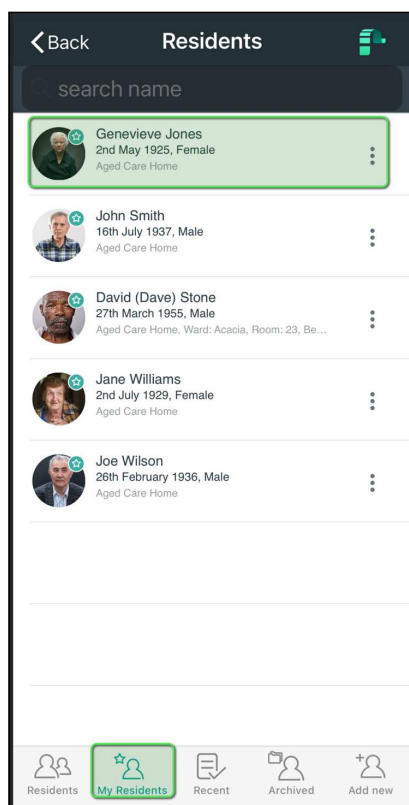 Back
Residents
search name
Genevieve Jones
2nd May 1925, Female
Aged Care Home
John Smith
16th July 1937, Male
Aged Care Home
David (Dave) Stone
27th March 1955, Male
Aged Care Home, Ward: Acacia, Room: 23, Be...
Jane Williams
2nd July 1929, Female
Aged Care Home
Joe Wilson
26th February 1936, Male
Aged Care Home
Residents
My Residents
Recent
Archived
Add new